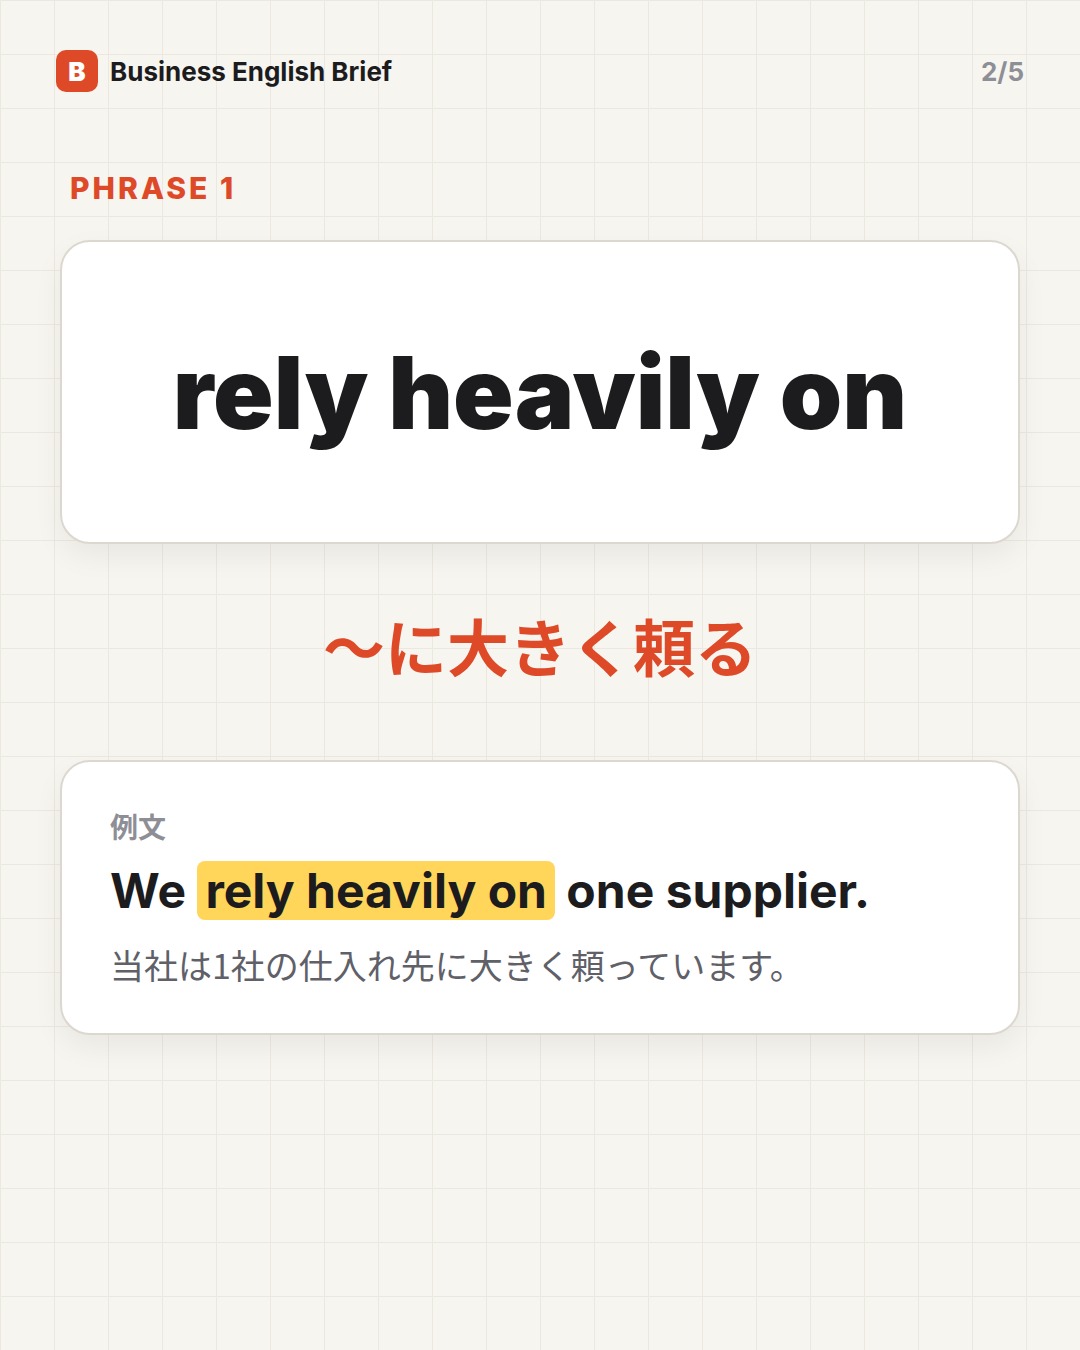 B Business English Brief 2/5
PHRASE 1
rely heavily on
〜に大きく頼る
例文
We rely heavily on one supplier.
当社は1社の仕入れ先に大きく頼っています。